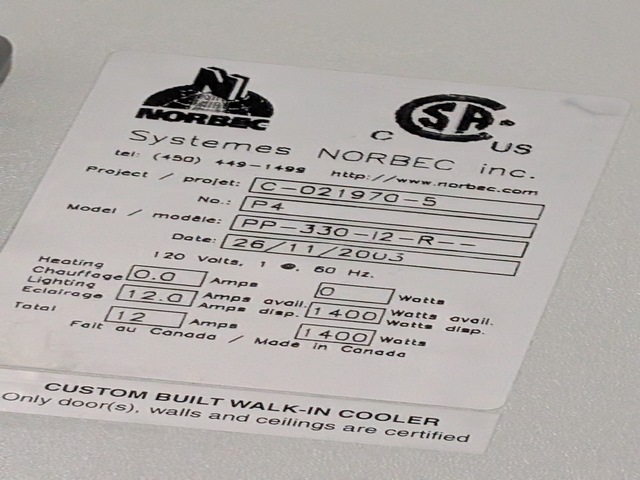 N
NORBEC
CSA®
C US
Systemes NORBEC inc.
tel: (450) 449-1499 http://www.norbec.com
Project / projet: C-021970-5
No.: P4
Model / modéle: PP-330-12-R--
Date: 26/11/2003
120 Volts, 1 ø, 60 Hz.
Heating
Chauffage 0.0 Amps 0 Watts
Lighting
Eclairage 12.0 Amps avail. 1400 Watts avail.
Amps disp. Watts disp.
Total 12 Amps 1400 Watts
Fait au Canada / Made in Canada
CUSTOM BUILT WALK-IN COOLER
Only door(s), walls and ceilings are certified